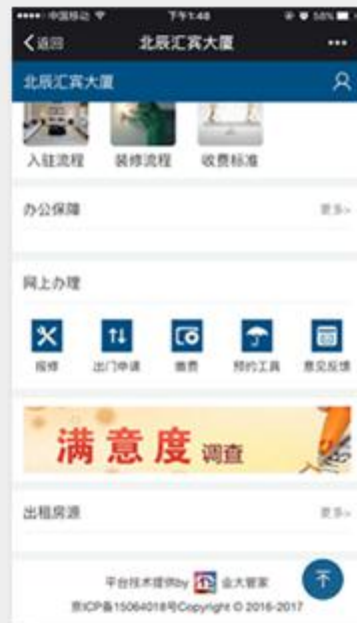 中国移动 下午1:48 58%
返回 北辰汇宾大厦
北辰汇宾大厦
入驻流程 装修流程 收费标准
办公保障 更多>
网上办理
报修 出门申请 缴费 预约工具 意见反馈
满意度调查
出租房源 更多>
平台技术提供by 金大管家
京ICP备15064018号Copyright © 2016-2017